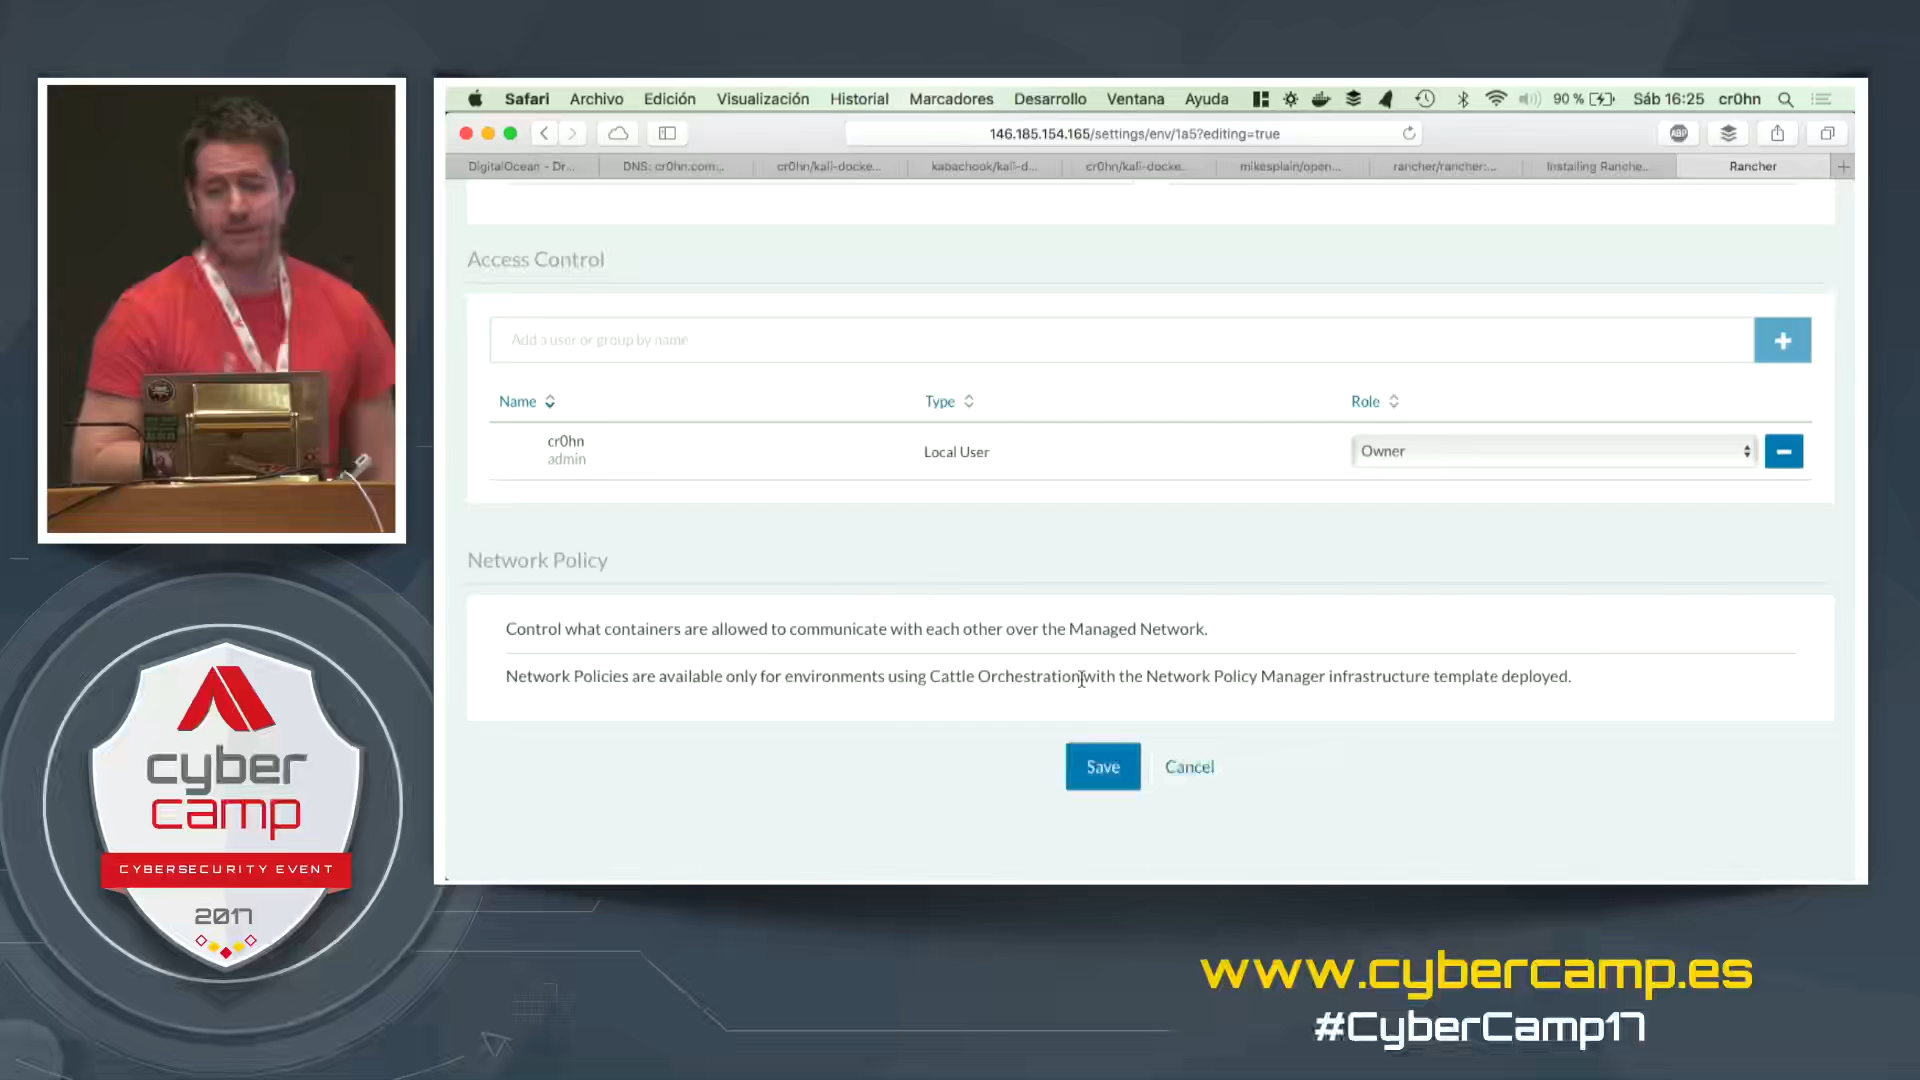 Safari Archivo Edición Visualización Historial Marcadores Desarrollo Ventana Ayuda 90 % Sáb 16:25 cr0hn
146.185.154.165/settings/env/1a5?editing=true
ABP
DigitalOcean - Dr... DNS: cr0hn.com... cr0hn/kali-docke... kabachook/kali-d... cr0hn/kali-docke... mikesplain/open... rancher/rancher:... Installing Ranche... Rancher
Access Control
Add a user or group by name
Name Type Role
cr0hn
admin
Local User
Owner
Network Policy
Control what containers are allowed to communicate with each other over the Managed Network.
Network Policies are available only for environments using Cattle Orchestration with the Network Policy Manager infrastructure template deployed.
Save Cancel
cyber
camp
CYBERSECURITY EVENT
2017
www.cybercamp.es
#CyberCamp17